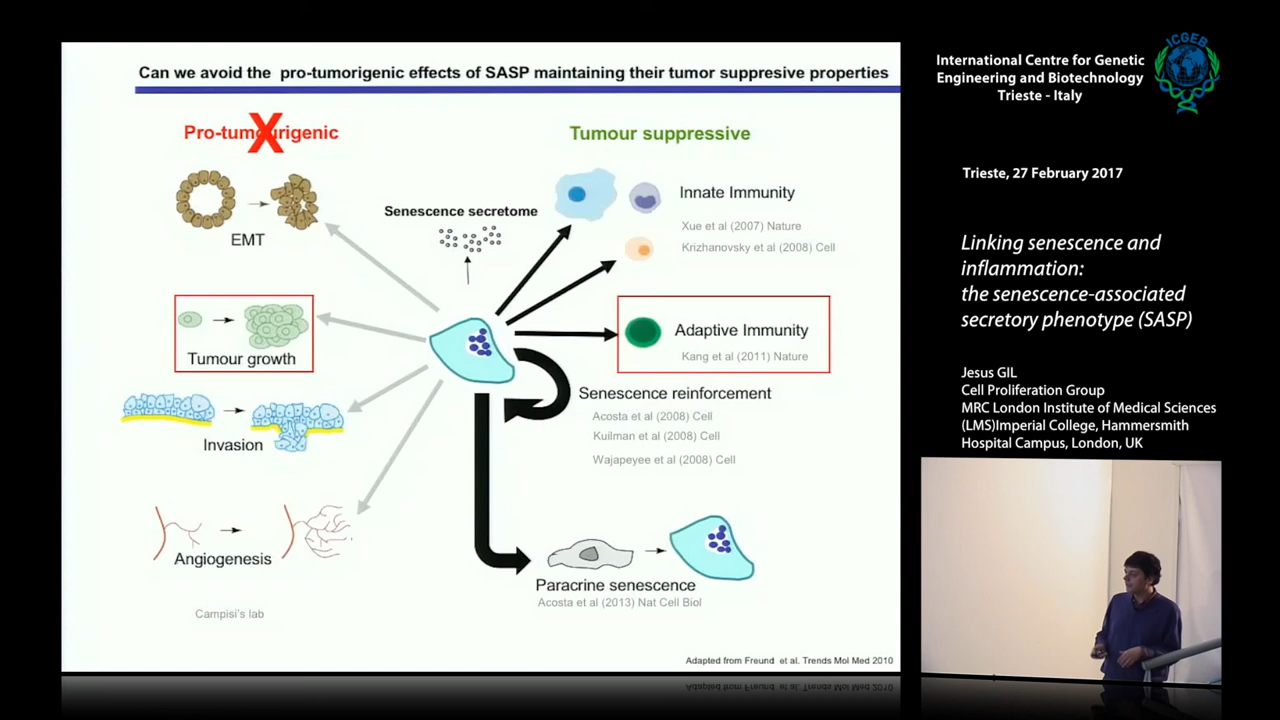 Can we avoid the pro-tumorigenic effects of SASP maintaining their tumor suppresive properties
Pro-tumourigenic
X
Tumour suppressive
EMT
Senescence secretome
Innate Immunity
Xue et al (2007) Nature
Krizhanovsky et al (2008) Cell
Tumour growth
Adaptive Immunity
Kang et al (2011) Nature
Senescence reinforcement
Acosta et al (2008) Cell
Kuilman et al (2008) Cell
Wajapeyee et al (2008) Cell
Invasion
Angiogenesis
Paracrine senescence
Acosta et al (2013) Nat Cell Biol
Campisi's lab
Adapted from Freund et al. Trends Mol Med 2010
International Centre for Genetic
Engineering and Biotechnology
Trieste - Italy
ICGEB
Trieste, 27 February 2017
Linking senescence and
inflammation:
the senescence-associated
secretory phenotype (SASP)
Jesus GIL
Cell Proliferation Group
MRC London Institute of Medical Sciences
(LMS)Imperial College, Hammersmith
Hospital Campus, London, UK